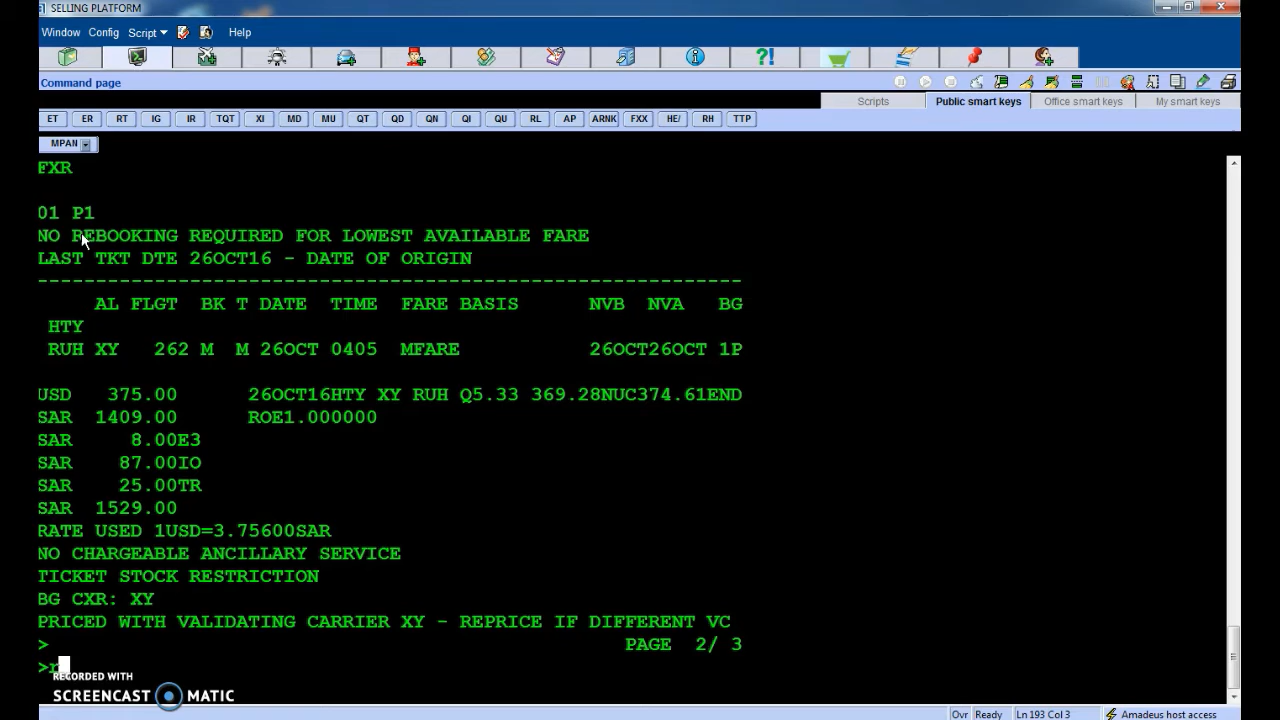 SELLING PLATFORM
Window Config Script Help
?!
Command page
Scripts Public smart keys Office smart keys My smart keys
ET ER RT IG IR TQT XI MD MU QT QD QN QI QU RL AP ARNK FXX HE/ RH TTP
MPAN
FXR
01 P1
NO REBOOKING REQUIRED FOR LOWEST AVAILABLE FARE
LAST TKT DTE 26OCT16 - DATE OF ORIGIN
------------------------------------------------------------
AL FLGT BK T DATE TIME FARE BASIS NVB NVA BG
HTY
RUH XY 262 M M 26OCT 0405 MFARE 26OCT26OCT 1P
USD 375.00 26OCT16HTY XY RUH Q5.33 369.28NUC374.61END
SAR 1409.00 ROE1.000000
SAR 8.00E3
SAR 87.00IO
SAR 25.00TR
SAR 1529.00
RATE USED 1USD=3.75600SAR
NO CHARGEABLE ANCILLARY SERVICE
TICKET STOCK RESTRICTION
BG CXR: XY
PRICED WITH VALIDATING CARRIER XY - REPRICE IF DIFFERENT VC
> PAGE 2/ 3
>r
RECORDED WITH
SCREENCAST MATIC
Ovr Ready Ln 193 Col 3 Amadeus host access